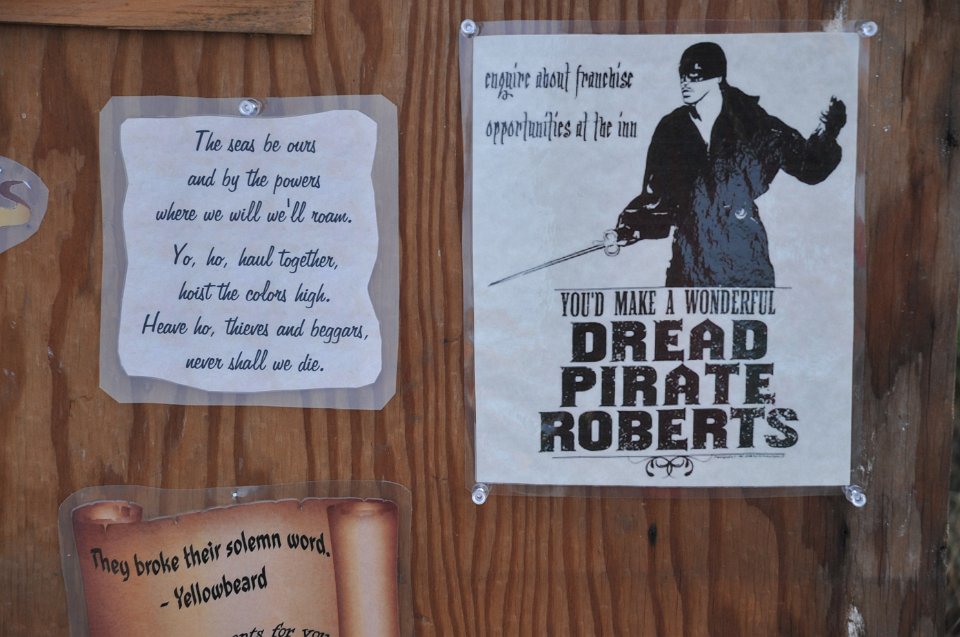 The seas be ours
and by the powers
where we will we'll roam.
Yo, ho, haul together,
hoist the colors high.
Heave ho, thieves and beggars,
never shall we die.
enquire about franchise
opportunities at the inn
YOU'D MAKE A WONDERFUL
DREAD
PIRATE
ROBERTS
They broke their solemn word.
- Yellowbeard
for you